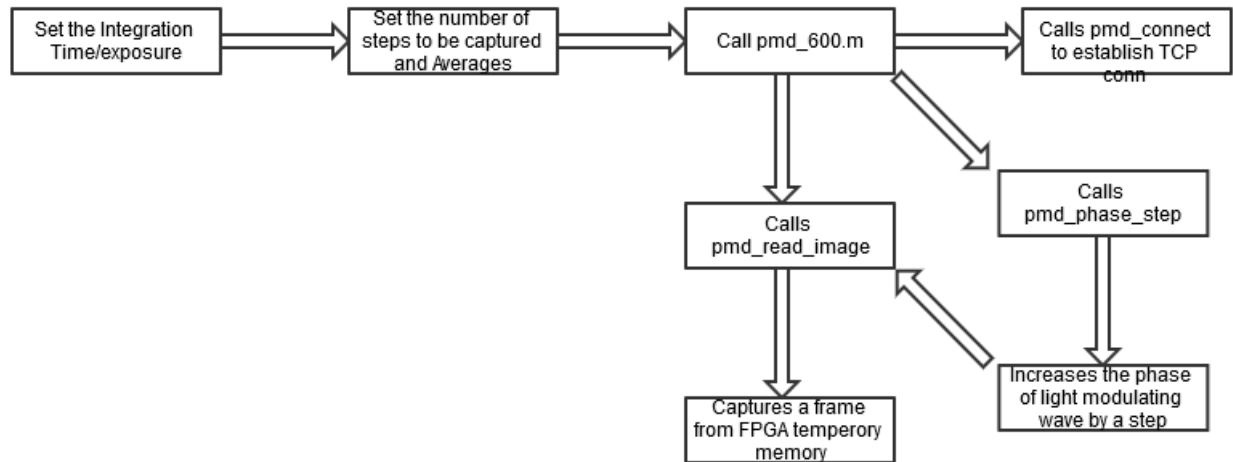 Set the Integration
Time/exposure
Set the number of
steps to be captured
and Averages
Call pmd_600.m
Calls pmd_connect
to establish TCP
conn
Calls
pmd_phase_step
Calls
pmd_read_image
Increases the phase
of light modulating
wave by a step
Captures a frame
from FPGA temperory
memory